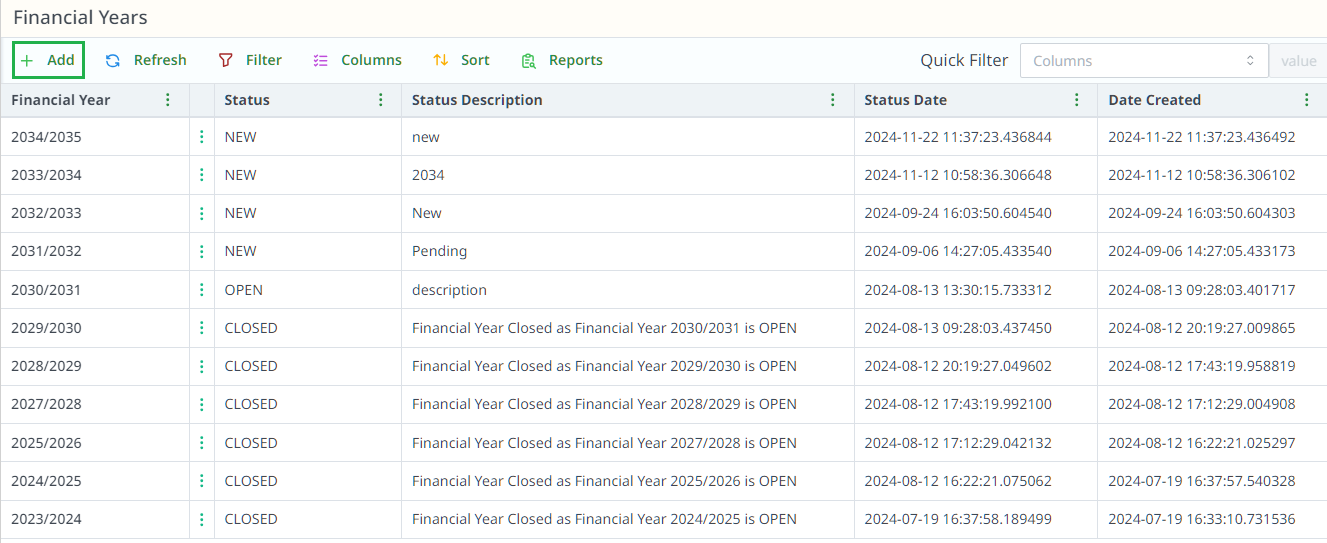 Financial Years
Add Refresh Filter Columns Sort Reports Quick Filter Columns value
Financial Year Status Status Description Status Date Date Created
2034/2035 NEW new 2024-11-22 11:37:23.436844 2024-11-22 11:37:23.436492
2033/2034 NEW 2034 2024-11-12 10:58:36.306648 2024-11-12 10:58:36.306102
2032/2033 NEW New 2024-09-24 16:03:50.604540 2024-09-24 16:03:50.604303
2031/2032 NEW Pending 2024-09-06 14:27:05.433540 2024-09-06 14:27:05.433173
2030/2031 OPEN description 2024-08-13 13:30:15.733312 2024-08-13 09:28:03.401717
2029/2030 CLOSED Financial Year Closed as Financial Year 2030/2031 is OPEN 2024-08-13 09:28:03.437450 2024-08-12 20:19:27.009865
2028/2029 CLOSED Financial Year Closed as Financial Year 2029/2030 is OPEN 2024-08-12 20:19:27.049602 2024-08-12 17:43:19.958819
2027/2028 CLOSED Financial Year Closed as Financial Year 2028/2029 is OPEN 2024-08-12 17:43:19.992100 2024-08-12 17:12:29.004908
2025/2026 CLOSED Financial Year Closed as Financial Year 2027/2028 is OPEN 2024-08-12 17:12:29.042132 2024-08-12 16:22:21.025297
2024/2025 CLOSED Financial Year Closed as Financial Year 2025/2026 is OPEN 2024-08-12 16:22:21.075062 2024-07-19 16:37:57.540328
2023/2024 CLOSED Financial Year Closed as Financial Year 2024/2025 is OPEN 2024-07-19 16:37:58.189499 2024-07-19 16:33:10.731536